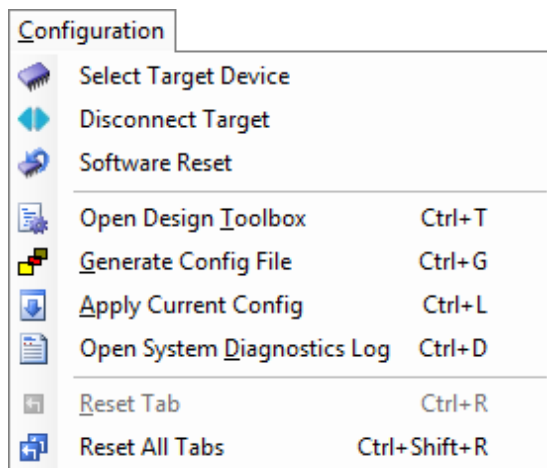 Configuration
Select Target Device
Disconnect Target
Software Reset
Open Design Toolbox Ctrl+T
Generate Config File Ctrl+G
Apply Current Config Ctrl+L
Open System Diagnostics Log Ctrl+D
Reset Tab Ctrl+R
Reset All Tabs Ctrl+Shift+R